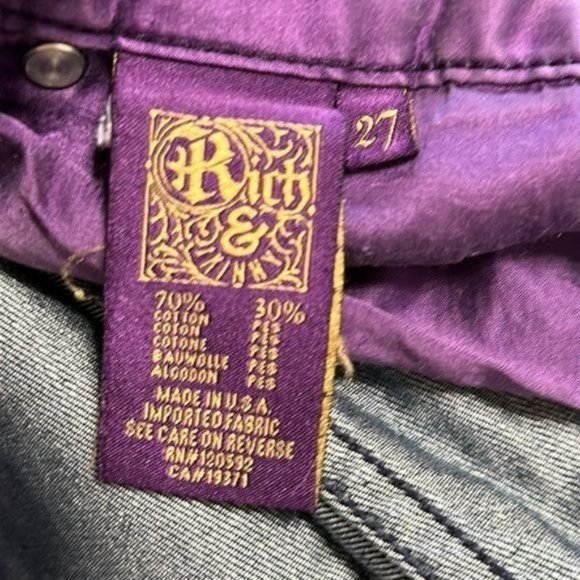 Rich
&
SKINNY
27
70% 30%
COTTON PES
COTON PES
COTONE PES
BAUWOLLE PES
ALGODON PES
MADE IN U.S.A.
IMPORTED FABRIC
SEE CARE ON REVERSE
RN#120592
CA#19371